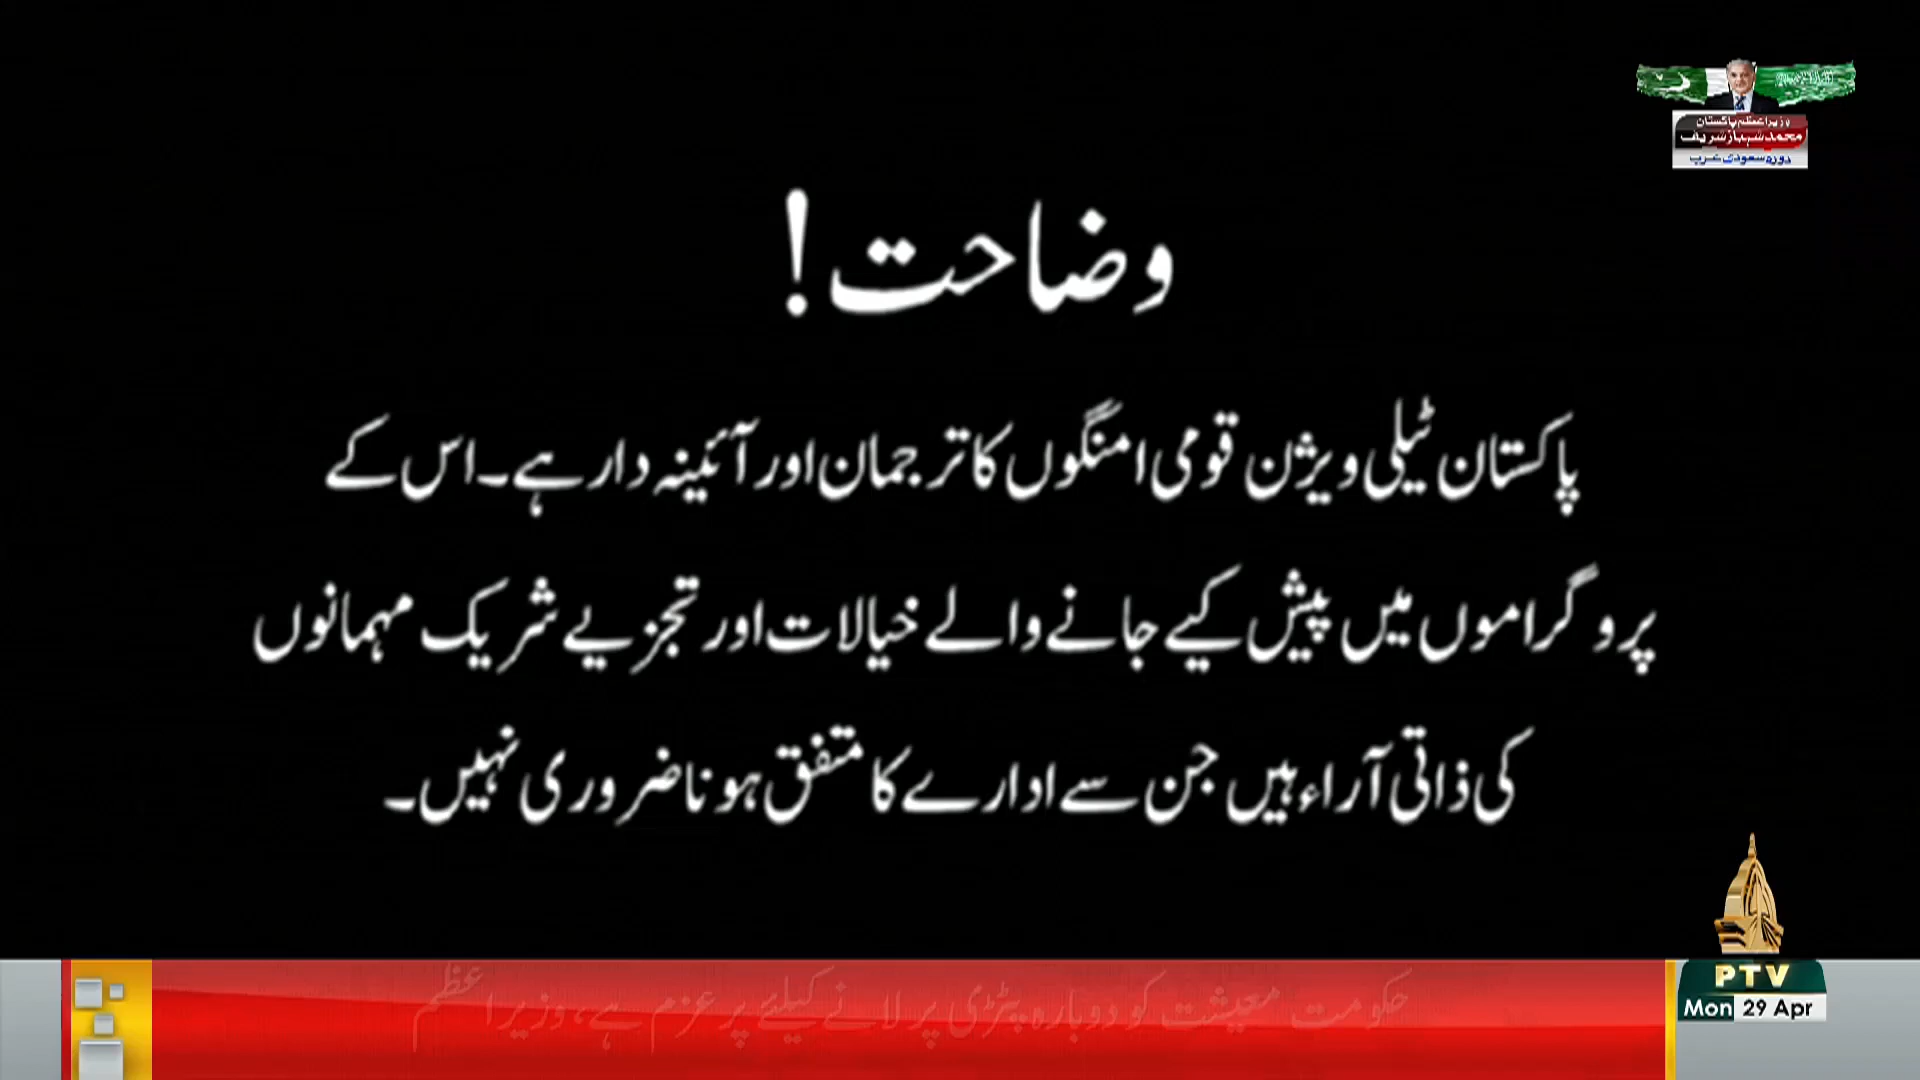 وزیراعظم پاکستان
محمد شہباز شریف
دورہ سعودی عرب
وضاحت!
پاکستان ٹیلی ویژن قومی امنگوں کا ترجمان اور آئینہ دار ہے۔ اس کے
پروگراموں میں پیش کیے جانے والے خیالات اور تجزیے شریک مہمانوں
کی ذاتی آراء ہیں جن سے ادارے کا متفق ہونا ضروری نہیں۔
حکومت معیشت کو دوبارہ پٹڑی پر لانے کیلئے پر عزم ہے، وزیراعظم
PTV
Mon 29 Apr